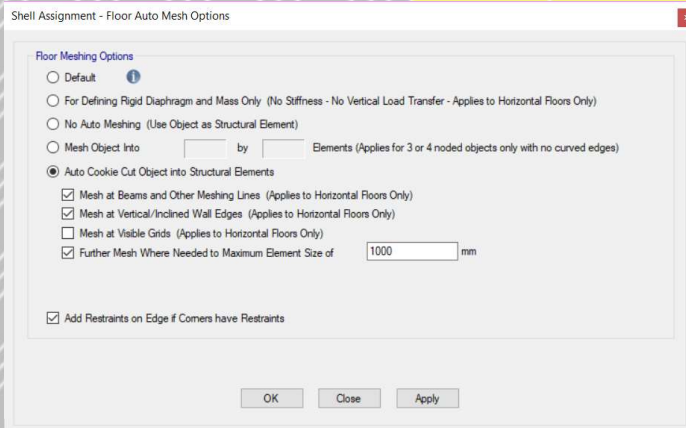 Shell Assignment - Floor Auto Mesh Options
Floor Meshing Options
Default
For Defining Rigid Diaphragm and Mass Only (No Stiffness - No Vertical Load Transfer - Applies to Horizontal Floors Only)
No Auto Meshing (Use Object as Structural Element)
Mesh Object Into by Elements (Applies for 3 or 4 noded objects only with no curved edges)
Auto Cookie Cut Object into Structural Elements
Mesh at Beams and Other Meshing Lines (Applies to Horizontal Floors Only)
Mesh at Vertical/Inclined Wall Edges (Applies to Horizontal Floors Only)
Mesh at Visible Grids (Applies to Horizontal Floors Only)
Further Mesh Where Needed to Maximum Element Size of 1000 mm
Add Restraints on Edge if Corners have Restraints
OK Close Apply